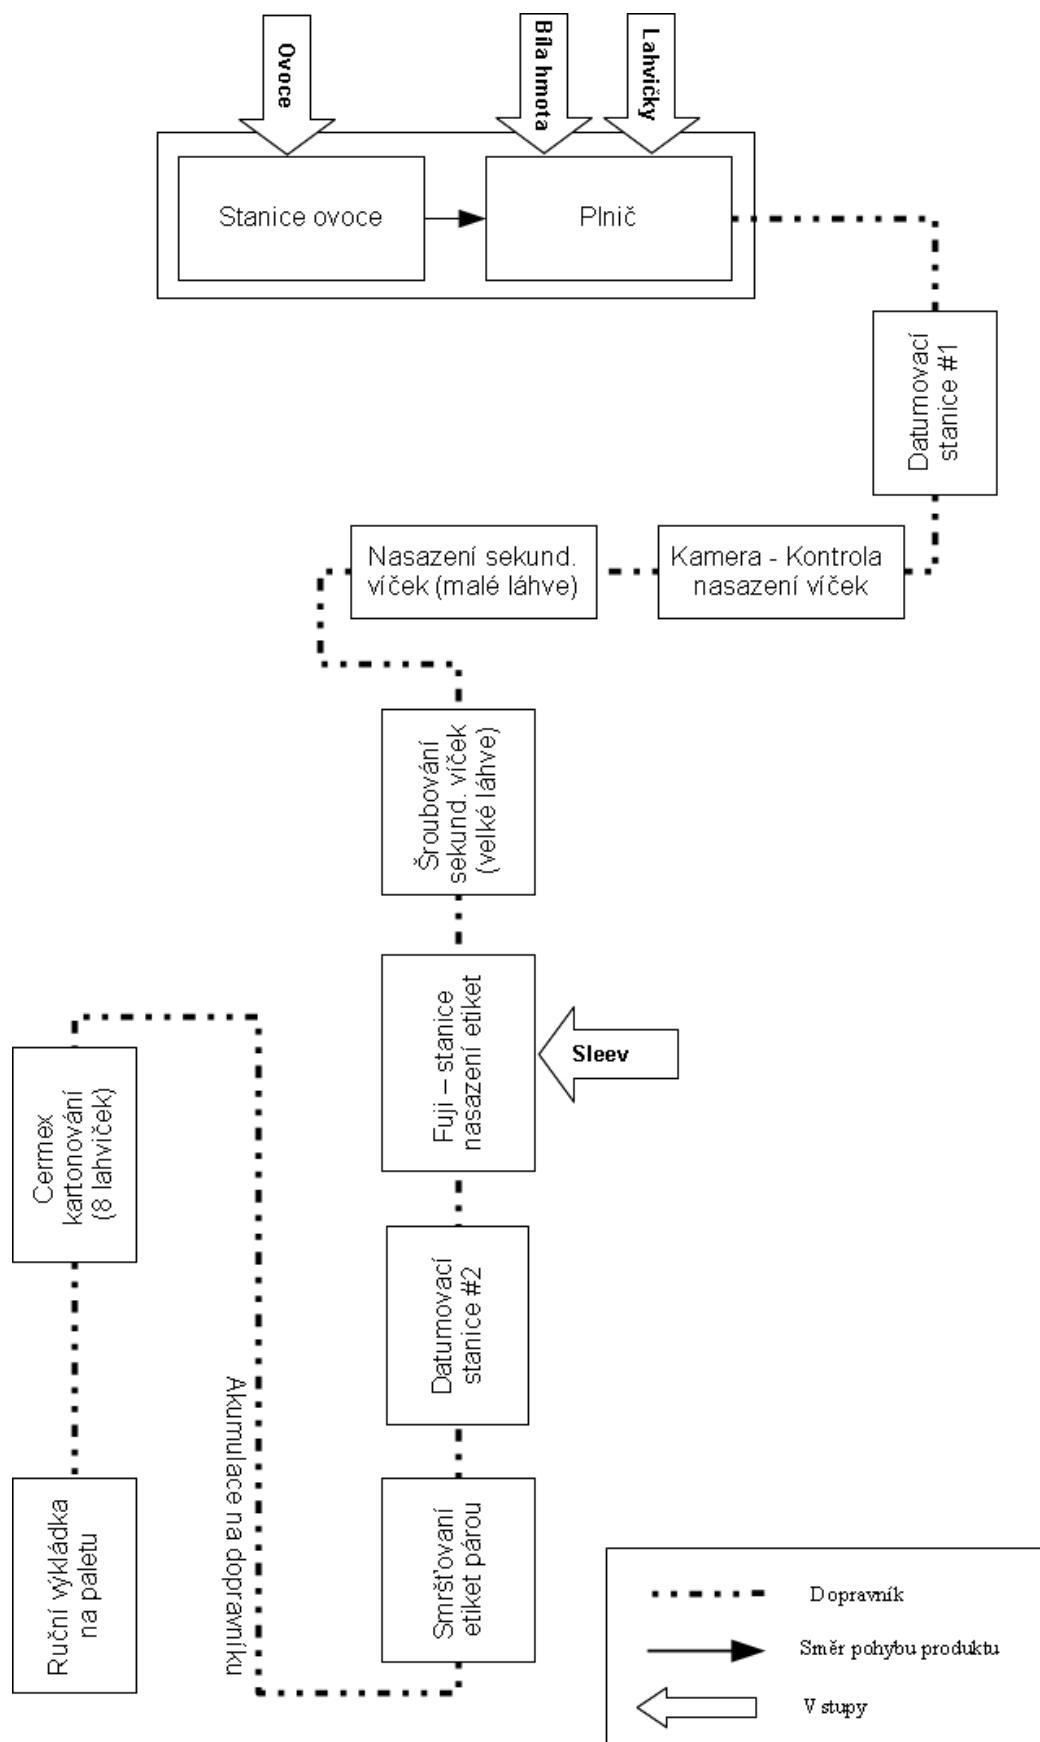 Ovoce
Bíla hmota
Lahvičky
Stanice ovoce
Plnič
Datumovací
stanice #1
Nasazení sekund.
víček (malé láhve)
Kamera - Kontrola
nasazení víček
Šroubování
sekund. víček
(velké láhve)
Fuji – stanice
nasazení etiket
Sleev
Datumovací
stanice #2
Smršťovaní
etiket párou
Akumulace na dopravníku
Cermex
kartonování
(8 lahviček)
Ruční výkládka
na paletu
Dopravník
Směr pohybu produktu
V stupy